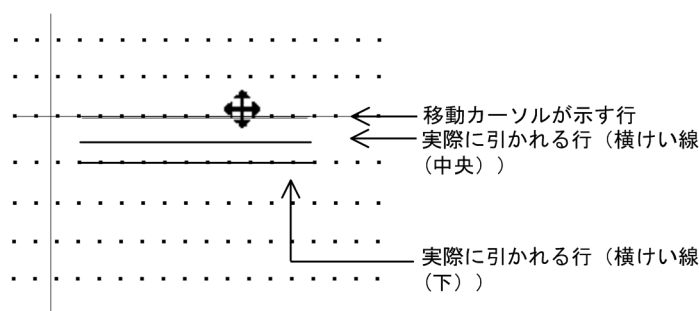 移動カーソルが示す行
実際に引かれる行（横けい線
（中央））
実際に引かれる行（横けい線
（下））